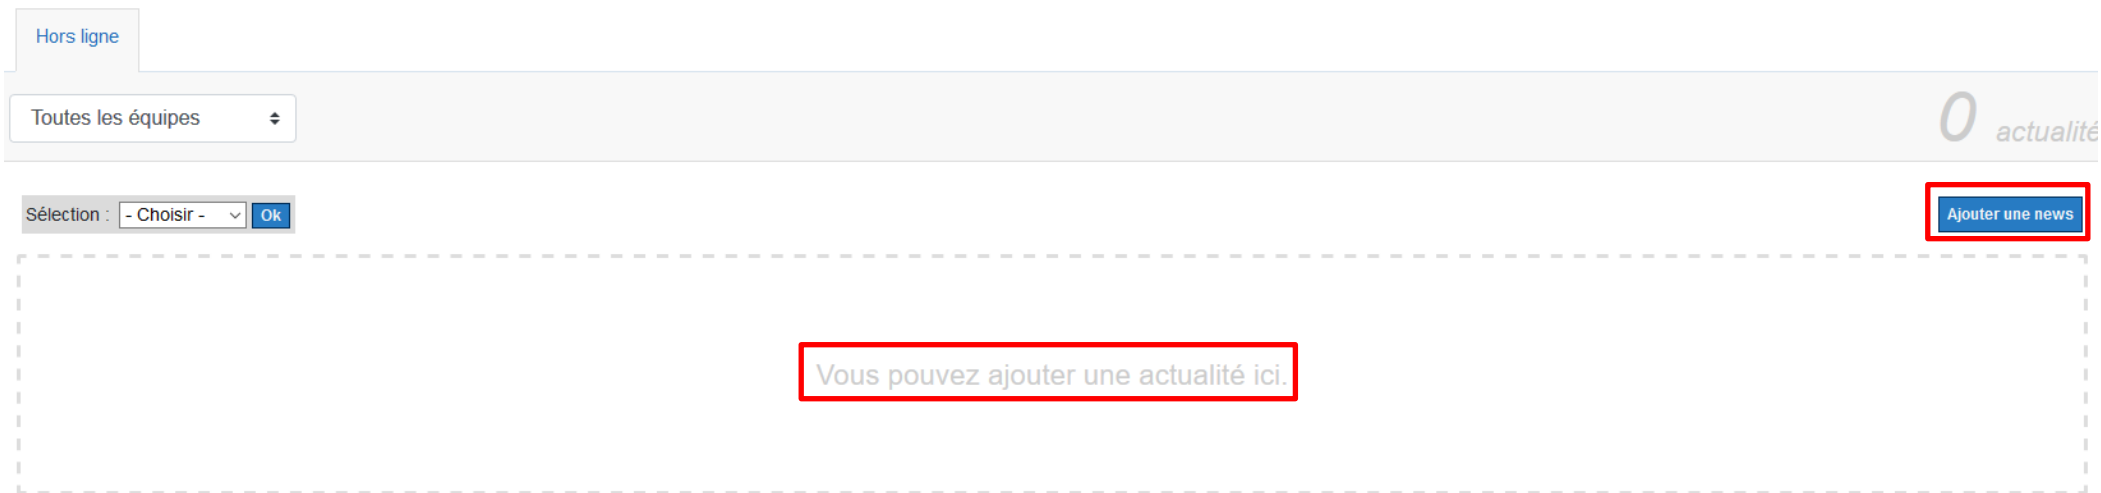 Hors ligne
Toutes les équipes
0 actualité
Sélection : - Choisir - Ok
Ajouter une news
Vous pouvez ajouter une actualité ici.